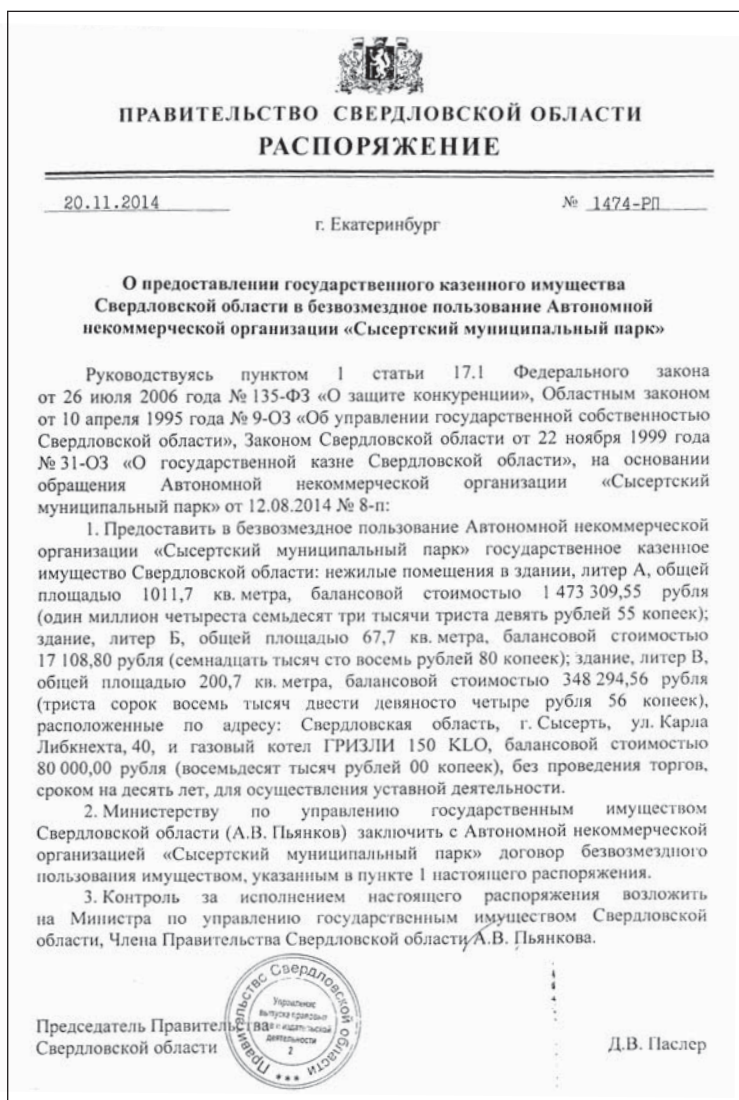 ПРАВИТЕЛЬСТВО СВЕРДЛОВСКОЙ ОБЛАСТИ
РАСПОРЯЖЕНИЕ
20.11.2014
№ 1474-РП
г. Екатеринбург
О предоставлении государственного казенного имущества
Свердловской области в безвозмездное пользование Автономной
некоммерческой организации «Сысертский муниципальный парк»
Руководствуясь пунктом 1 статьи 17.1 Федерального закона
от 26 июля 2006 года № 135-ФЗ «О защите конкуренции», Областным законом
от 10 апреля 1995 года № 9-ОЗ «Об управлении государственной собственностью
Свердловской области», Законом Свердловской области от 22 ноября 1999 года
№ 31-ОЗ «О государственной казне Свердловской области», на основании
обращения Автономной некоммерческой организации «Сысертский
муниципальный парк» от 12.08.2014 № 8-п:
1. Предоставить в безвозмездное пользование Автономной некоммерческой
организации «Сысертский муниципальный парк» государственное казенное
имущество Свердловской области: нежилые помещения в здании, литер А, общей
площадью 1011,7 кв. метра, балансовой стоимостью 1 473 309,55 рубля
(один миллион четыреста семьдесят три тысячи триста девять рублей 55 копеек);
здание, литер Б, общей площадью 67,7 кв. метра, балансовой стоимостью
17 108,80 рубля (семнадцать тысяч сто восемь рублей 80 копеек); здание, литер В,
общей площадью 200,7 кв. метра, балансовой стоимостью 348 294,56 рубля
(триста сорок восемь тысяч двести девяносто четыре рубля 56 копеек),
расположенные по адресу: Свердловская область, г. Сысерть, ул. Карла
Либкнехта, 40, и газовый котел ГРИЗЛИ 150 KLO, балансовой стоимостью
80 000,00 рубля (восемьдесят тысяч рублей 00 копеек), без проведения торгов,
сроком на десять лет, для осуществления уставной деятельности.
2. Министерству по управлению государственным имуществом
Свердловской области (А.В. Пьянков) заключить с Автономной некоммерческой
организацией «Сысертский муниципальный парк» договор безвозмездного
пользования имуществом, указанным в пункте 1 настоящего распоряжения.
3. Контроль за исполнением настоящего распоряжения возложить
на Министра по управлению государственным имуществом Свердловской
области, Члена Правительства Свердловской области А.В. Пьянкова.
Председатель Правительства
Свердловской области
Правительство Свердловской области
Управление
выпуска правовых
издательской
деятельности
2
Д.В. Паслер